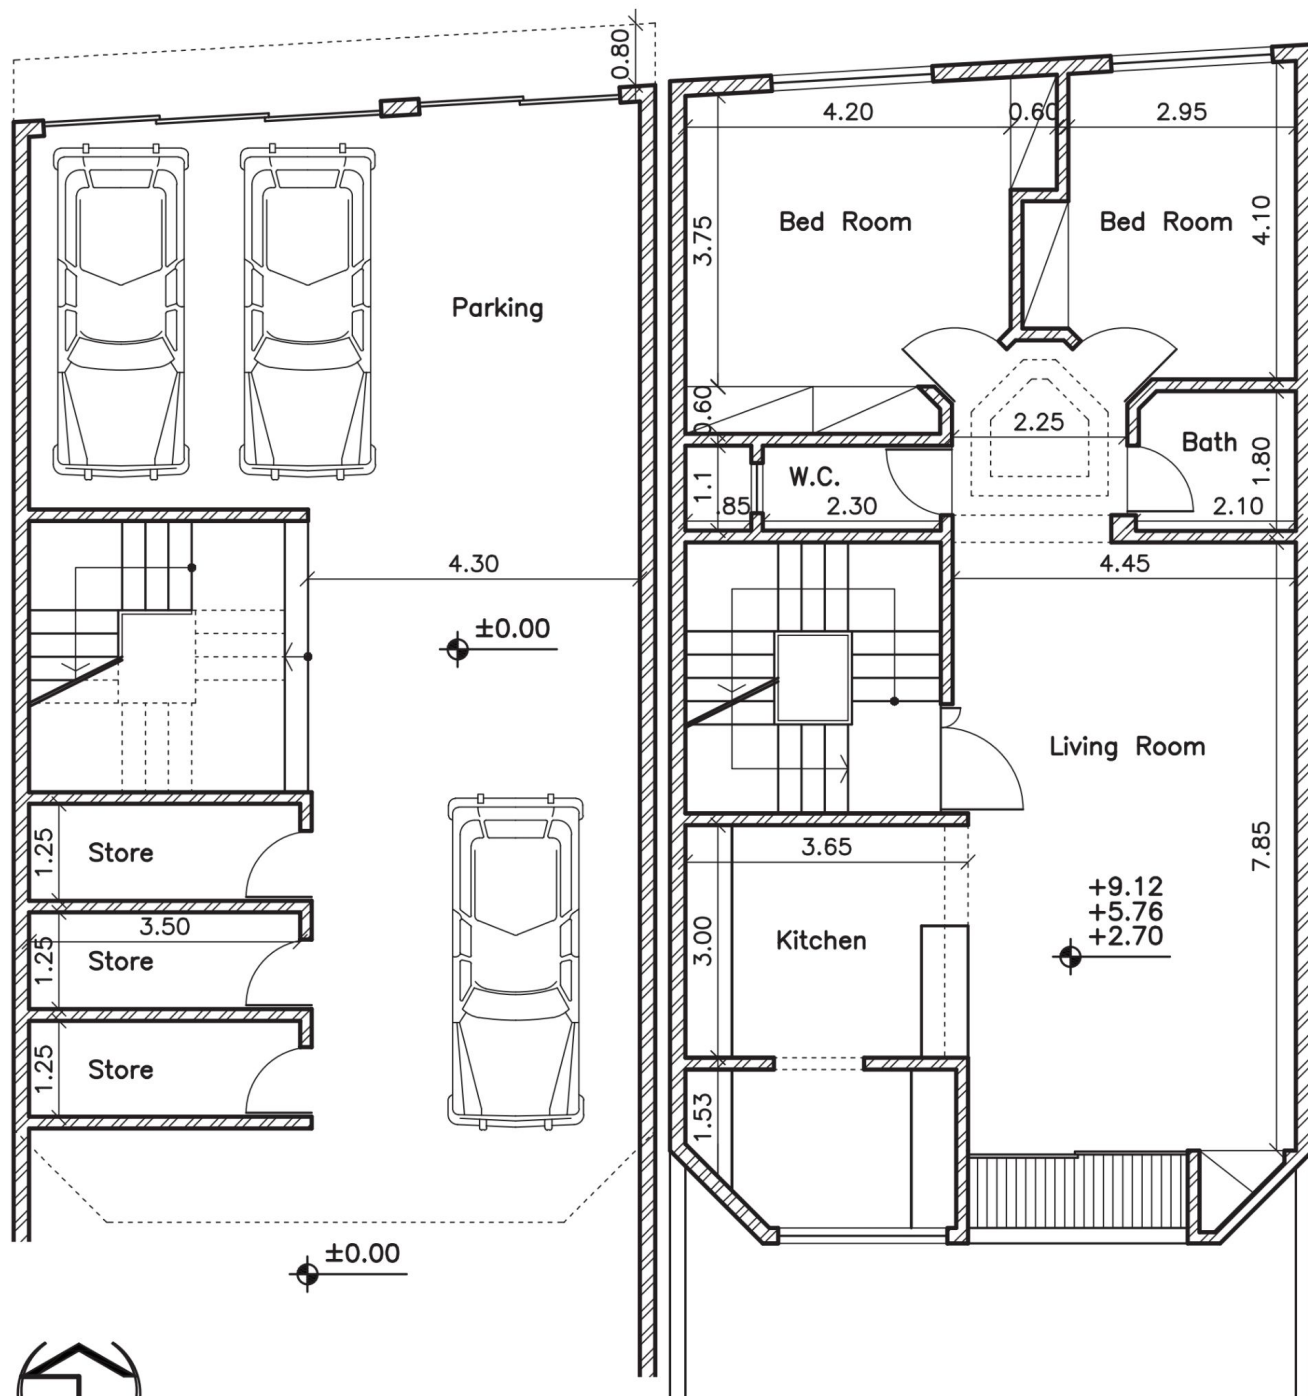 0.80
Parking
4.30
±0.00
1.25
Store
3.50
1.25
Store
1.25
Store
±0.00
4.20
0.60
2.95
3.75
Bed Room
Bed Room
4.10
0.60
2.25
Bath
1.80
1.1
W.C.
.85
2.30
2.10
4.45
Living Room
7.85
3.65
+9.12
+5.76
+2.70
3.00
Kitchen
1.53